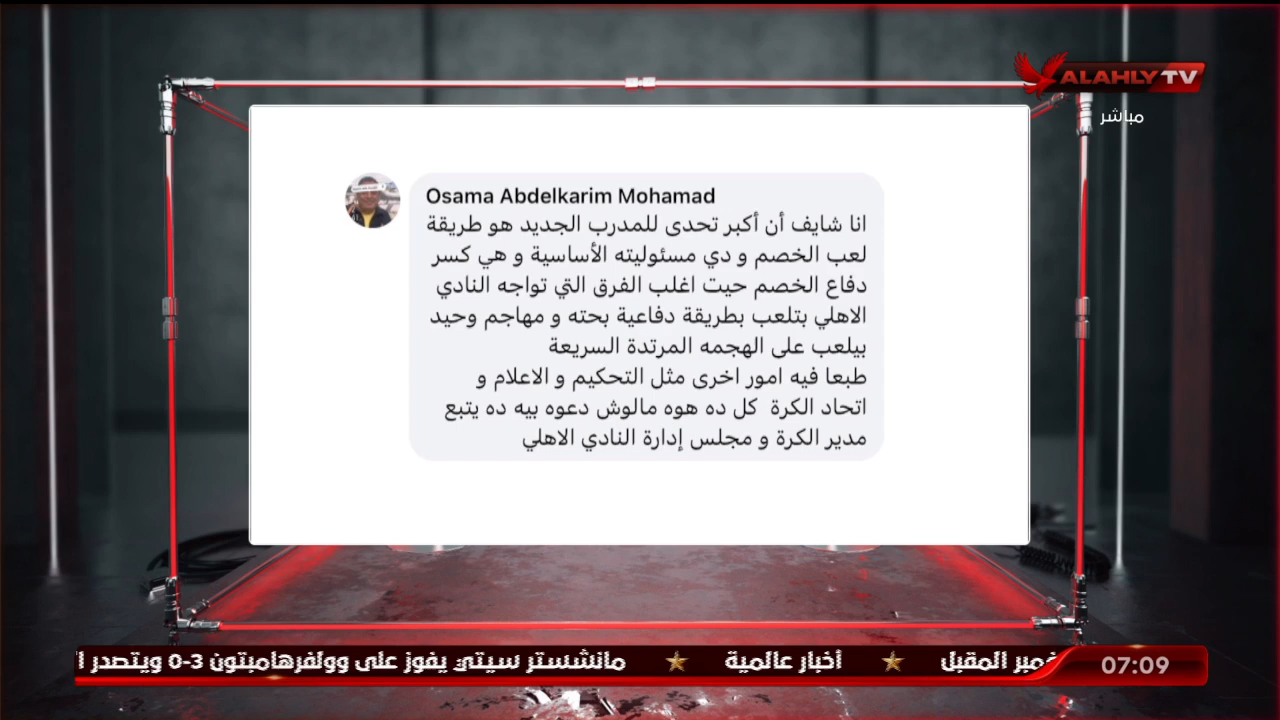 ALAHLY TV
مباشر
Osama Abdelkarim Mohamad
انا شايف أن أكبر تحدى للمدرب الجديد هو طريقة
لعب الخصم و دي مسئوليته الأساسية و هي كسر
دفاع الخصم حيت اغلب الفرق التي تواجه النادي
الاهلي بتلعب بطريقة دفاعية بحته و مهاجم وحيد
بيلعب على الهجمه المرتدة السريعة
طبعا فيه امور اخرى مثل التحكيم و الاعلام و
اتحاد الكرة كل ده هوه مالوش دعوه بيه ده يتبع
مدير الكرة و مجلس إدارة النادي الاهلي
07:09 المقبل ★ أخبار عالمية ★ مانشستر سيتي يفوز على وولفرهامبتون 3-0 ويتصدر